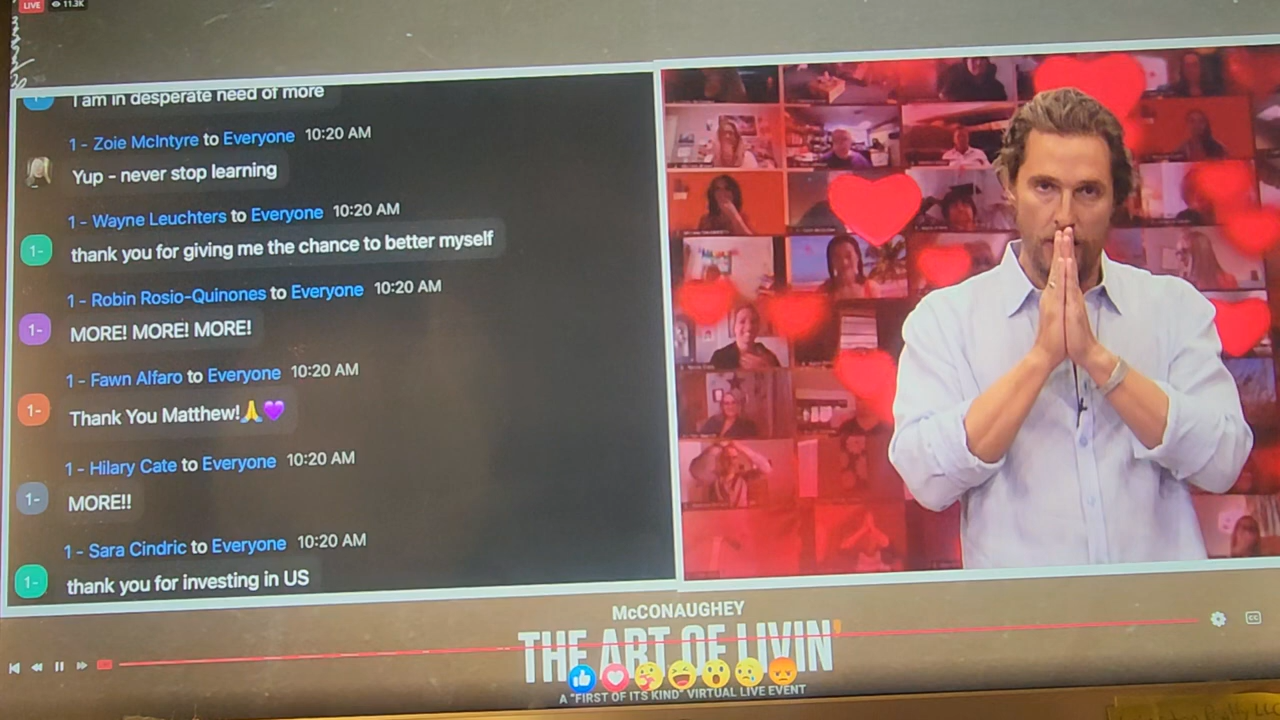 LIVE 11.3K
I am in desperate need of more
1 - Zoie McIntyre to Everyone 10:20 AM
Yup - never stop learning
1 - Wayne Leuchters to Everyone 10:20 AM
1-
thank you for giving me the chance to better myself
1 - Robin Rosio-Quinones to Everyone 10:20 AM
1-
MORE! MORE! MORE!
1 - Fawn Alfaro to Everyone 10:20 AM
1-
Thank You Matthew!🙏💜
1 - Hilary Cate to Everyone 10:20 AM
1-
MORE!!
1 - Sara Cindric to Everyone 10:20 AM
1-
thank you for investing in US
McCONAUGHEY
THE ART OF LIVIN'
A "FIRST OF ITS KIND" VIRTUAL LIVE EVENT
CC